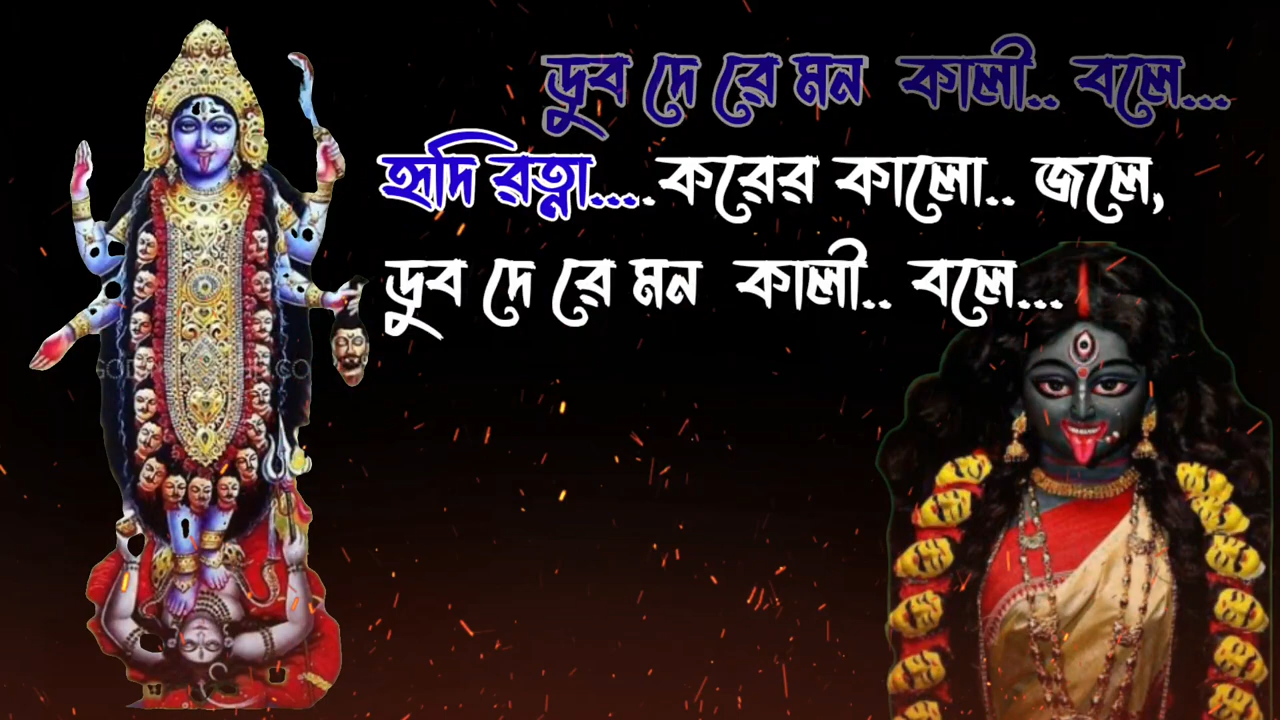 ডুব দে রে মন কালী.. বলে...
হৃদি রত্না....করের কালো.. জলে,
ডুব দে রে মন কালী.. বলে...